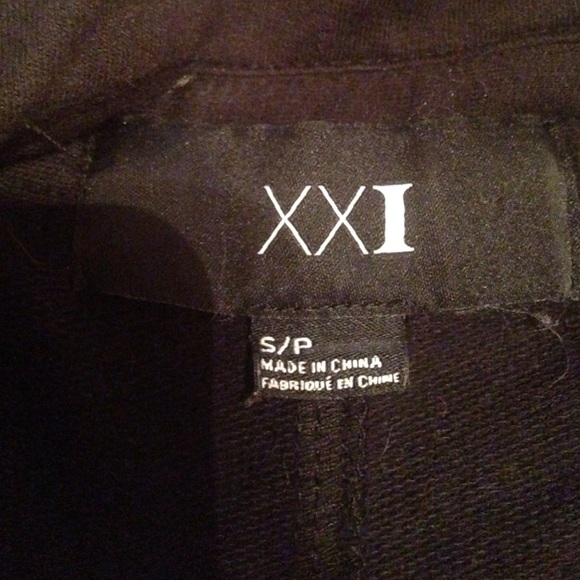 XXI
S/P
MADE IN CHINA
FABRIQUÉ EN CHINE